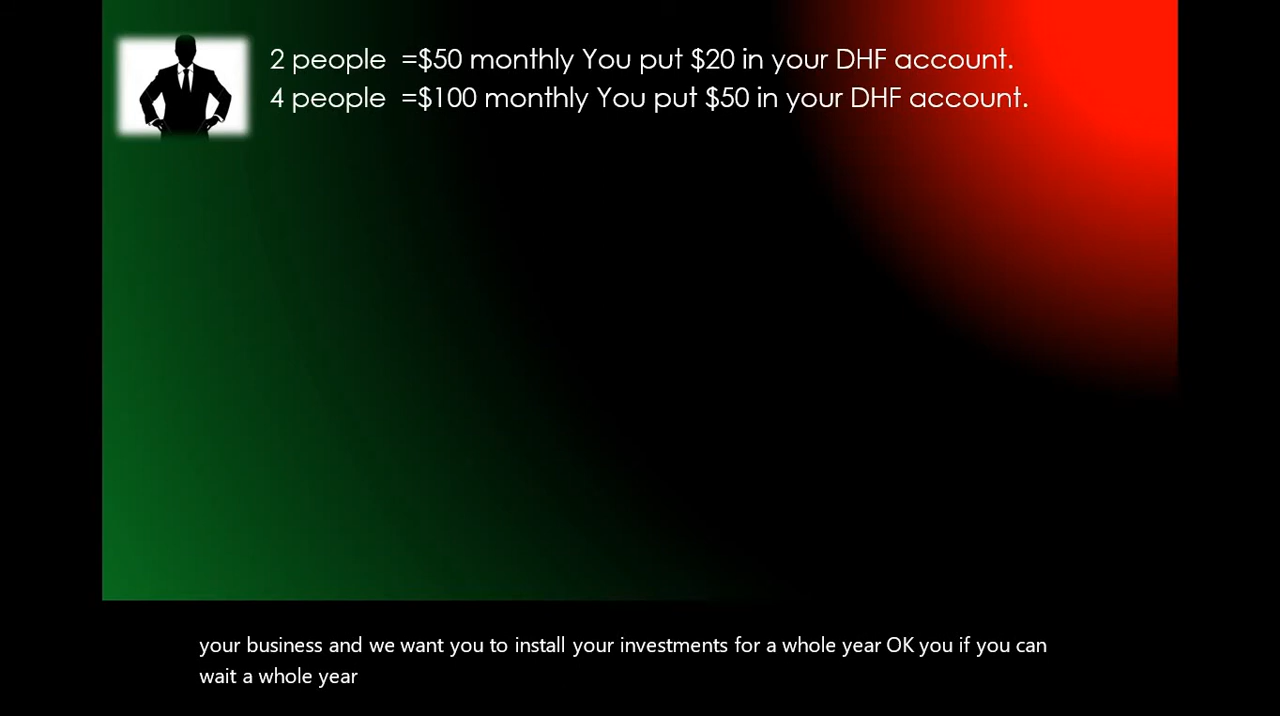 2 people  =$50 monthly You put $20 in your DHF account.
4 people  =$100 monthly You put $50 in your DHF account.
your business and we want you to install your investments for a whole year OK you if you can
wait a whole year